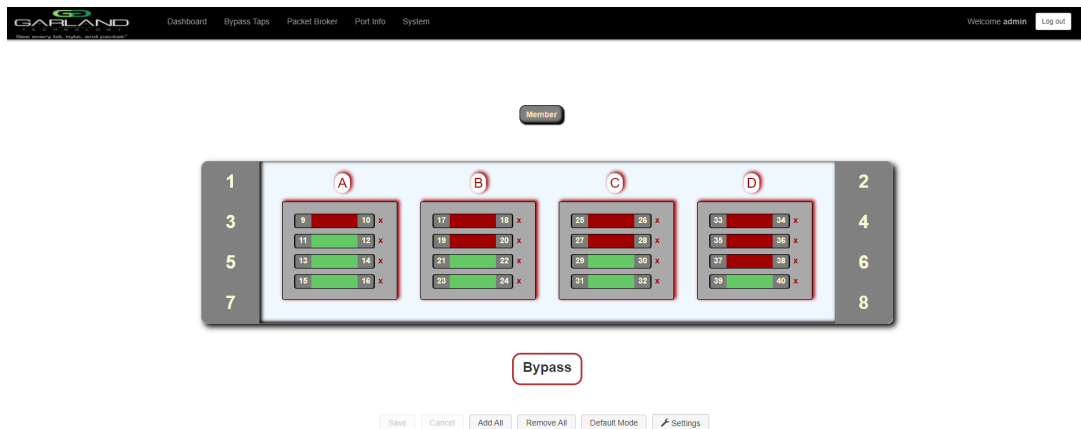 GARLAND
TECHNOLOGY
See every bit, byte, and packet®
Dashboard Bypass Taps Packet Broker Port Info System
Welcome admin Log out
Member
1 A B C D 2
3 9 10 x 17 18 x 25 26 x 33 34 x 4
11 12 x 19 20 x 27 28 x 35 36 x
5 13 14 x 21 22 x 29 30 x 37 38 x 6
15 16 x 23 24 x 31 32 x 39 40 x
7 8
Bypass
Save Cancel Add All Remove All Default Mode Settings